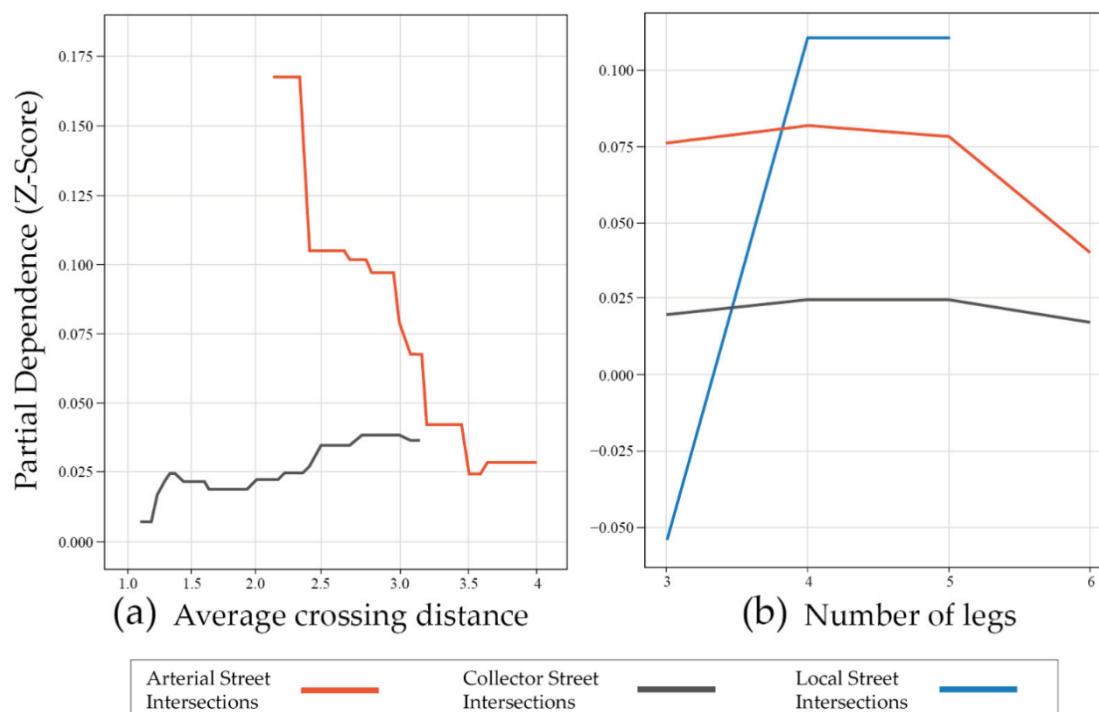 Partial Dependence (Z-Score)
0.175
0.150
0.125
0.100
0.075
0.050
0.025
0.000
1.0 1.5 2.0 2.5 3.0 3.5 4
(a) Average crossing distance
0.100
0.075
0.050
0.025
0.000
−0.025
−0.050
3 4 5 6
(b) Number of legs
Arterial Street
Intersections
Collector Street
Intersections
Local Street
Intersections